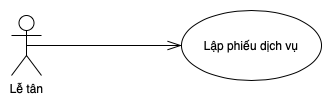 Lập phiếu dịch vụ
Lễ tân